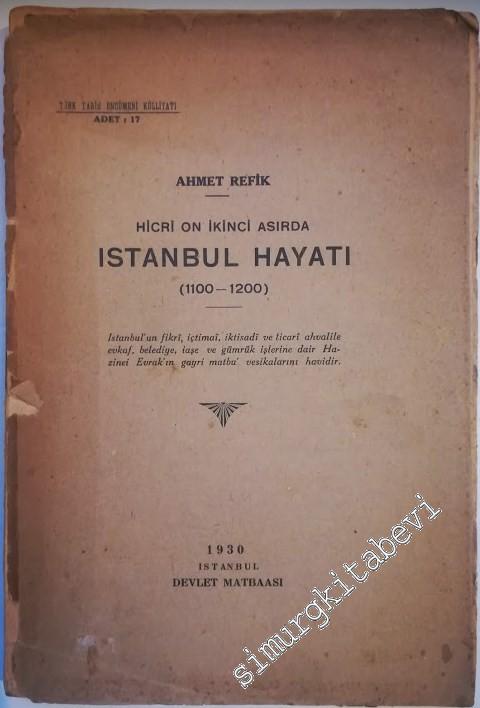 TÜRK TARİH ENCÜMENİ KÜLLİYATI
ADET : 17
AHMET REFİK
HİCRÎ ON İKİNCİ ASIRDA
ISTANBUL HAYATI
(1100—1200)
Istanbul'un fikrî, içtimaî, iktisadî ve ticarî ahvalile
evkaf, belediye, iaşe ve gümrük işlerine dair Ha-
zinei Evrak'ın gayri matbu' vesikalarını havidir.
1930
ISTANBUL
DEVLET MATBAASI
simurgkitabevi